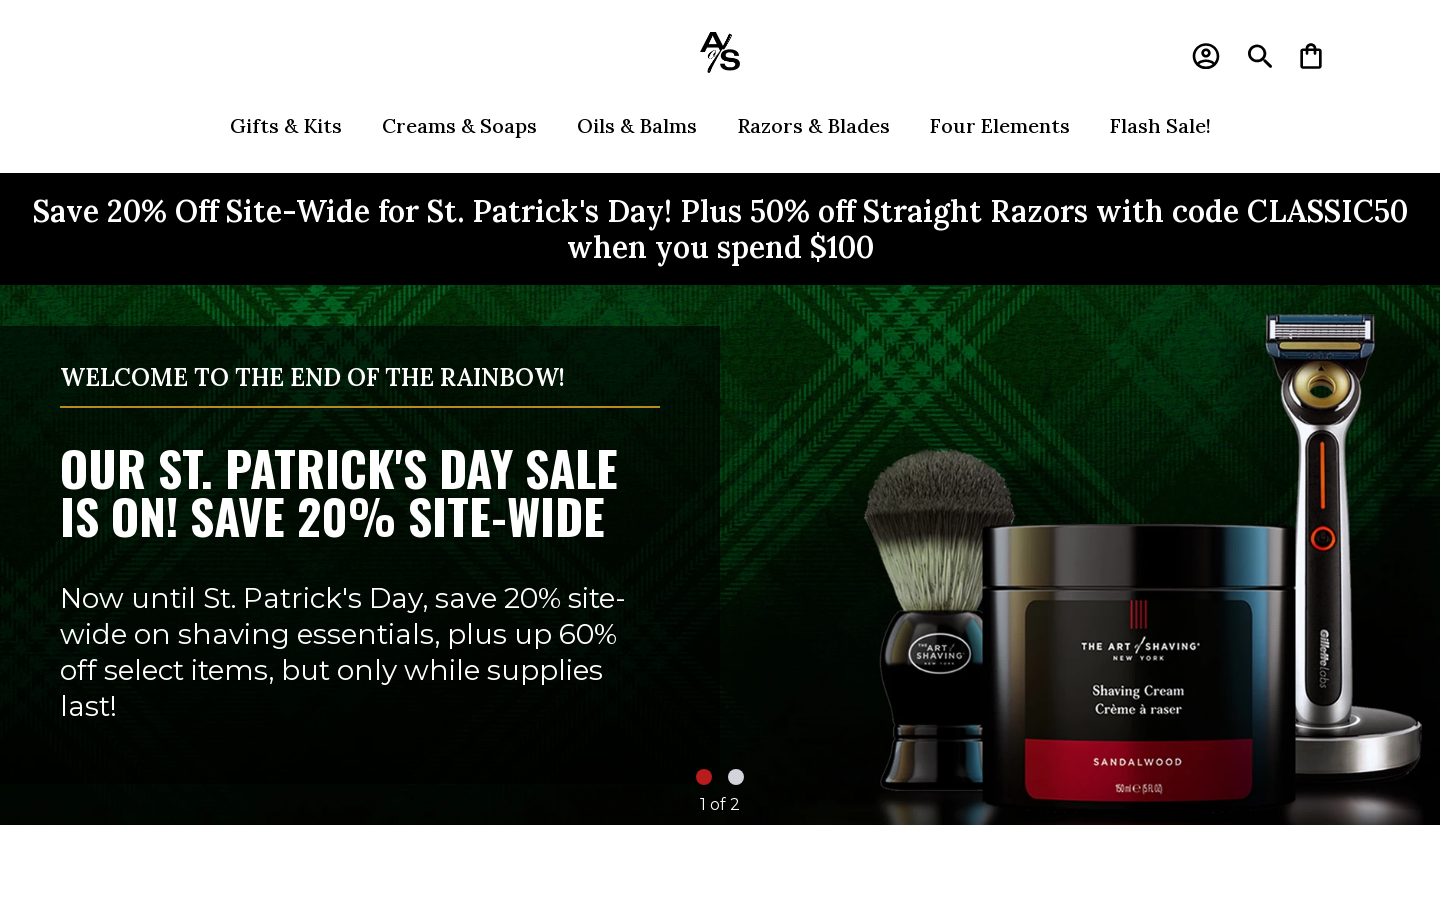 A of S
Gifts & Kits
Creams & Soaps
Oils & Balms
Razors & Blades
Four Elements
Flash Sale!
Save 20% Off Site-Wide for St. Patrick's Day! Plus 50% off Straight Razors with code CLASSIC50
when you spend $100
WELCOME TO THE END OF THE RAINBOW!
OUR ST. PATRICK'S DAY SALE
IS ON! SAVE 20% SITE-WIDE
Now until St. Patrick's Day, save 20% site-
wide on shaving essentials, plus up 60%
off select items, but only while supplies
last!
THE ART
of SHAVING
NEW YORK
THE ART of SHAVING®
NEW YORK
Shaving Cream
Crème à raser
SANDALWOOD
150 ml ℮ (5 FL OZ)
Gillette labs
1 of 2